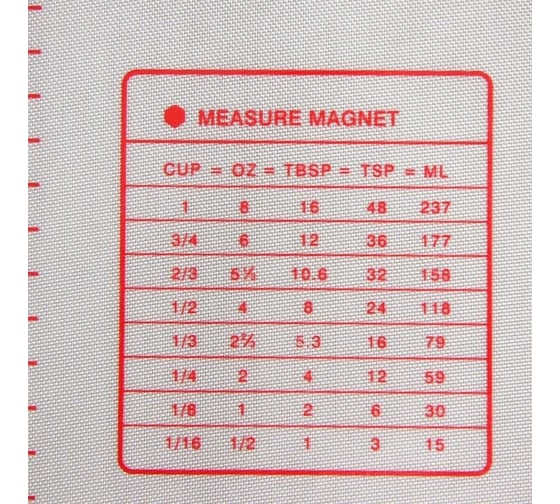 MEASURE MAGNET
CUP = OZ = TBSP = TSP = ML
1 8 16 48 237
3/4 6 12 36 177
2/3 5⅓ 10.6 32 158
1/2 4 8 24 118
1/3 2⅔ 5.3 16 79
1/4 2 4 12 59
1/8 1 2 6 30
1/16 1/2 1 3 15